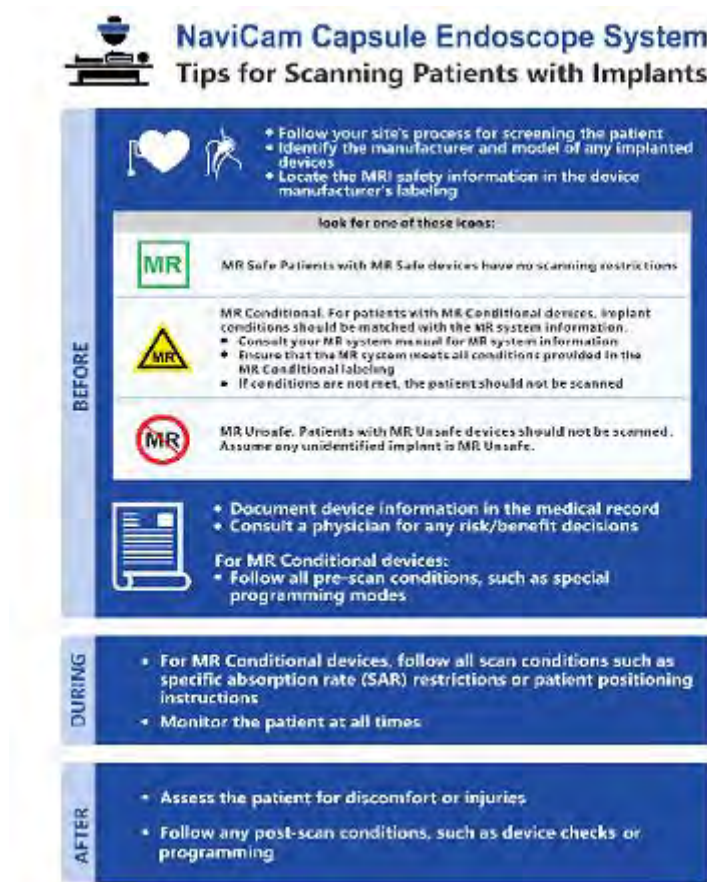 NaviCam Capsule Endoscope System
Tips for Scanning Patients with Implants
BEFORE
• Follow your site's process for screening the patient
• Identify the manufacturer and model of any implanted
devices
• Locate the MRI safety information in the device
manufacturer's labeling
look for one of these icons:
MR
MR Safe Patients with MR Safe devices have no scanning restrictions
MR
MR Conditional. For patients with MR Conditional devices, implant
conditions should be matched with the MR system information.
• Consult your MR system manual for MR system information
• Ensure that the MR system meets all conditions provided in the
MR Conditional labeling
• If conditions are not met, the patient should not be scanned
MR
MR Unsafe. Patients with MR Unsafe devices should not be scanned.
Assume any unidentified implant is MR Unsafe.
• Document device information in the medical record
• Consult a physician for any risk/benefit decisions
For MR Conditional devices:
• Follow all pre-scan conditions, such as special
programming modes
DURING
• For MR Conditional devices, follow all scan conditions such as
specific absorption rate (SAR) restrictions or patient positioning
instructions
• Monitor the patient at all times
AFTER
• Assess the patient for discomfort or injuries
• Follow any post-scan conditions, such as device checks or
programming